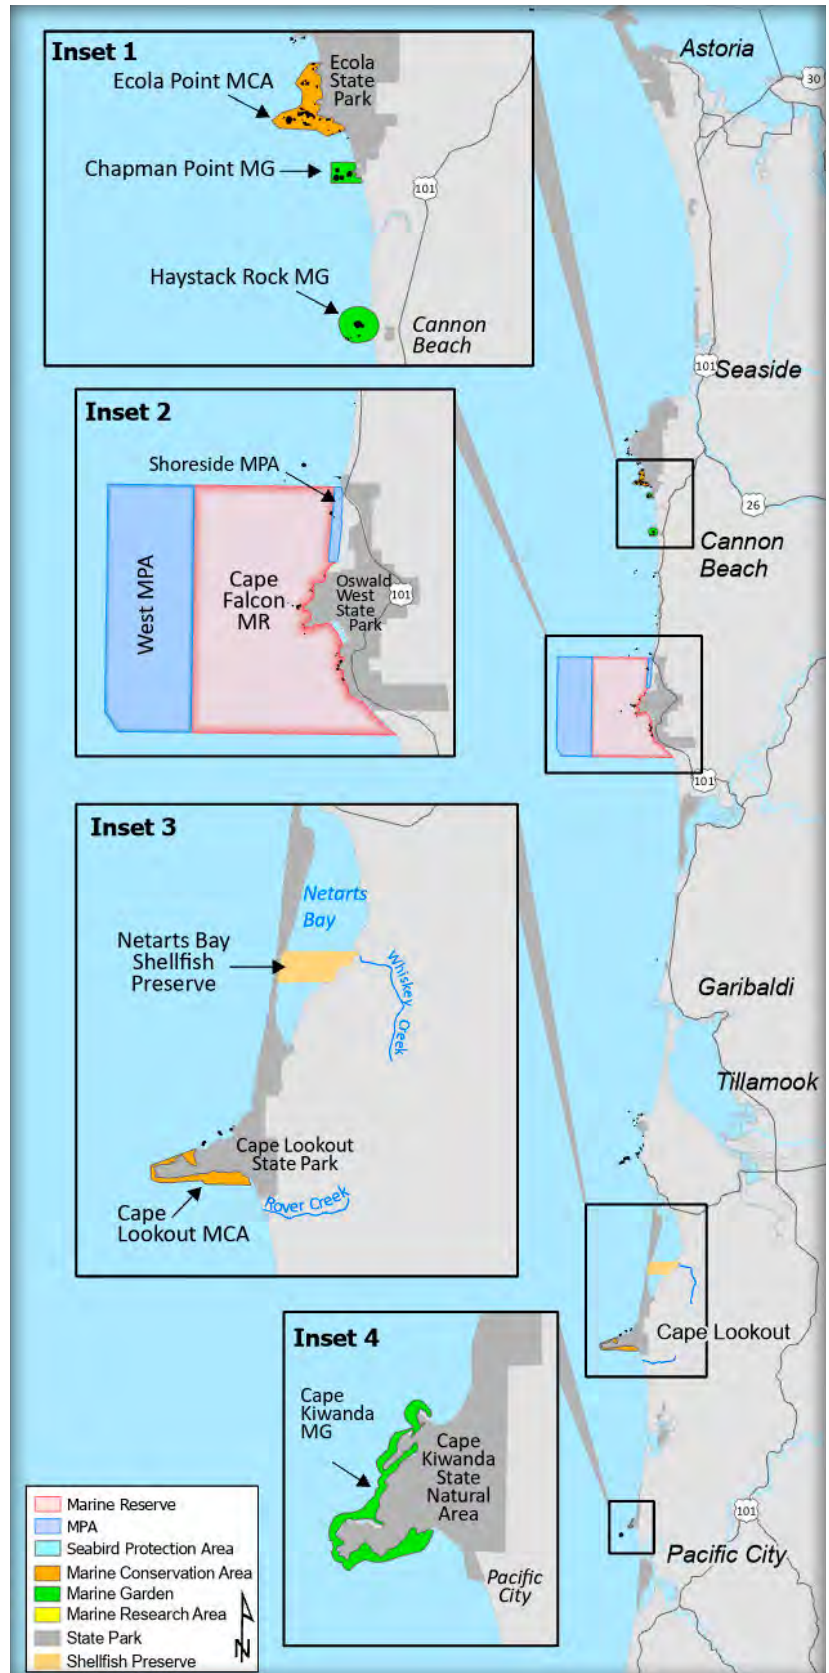 Inset 1
Ecola Point MCA
Ecola
State
Park
Chapman Point MG
101
Haystack Rock MG
Cannon
Beach
Astoria
30
101
Seaside
26
Cannon
Beach
Inset 2
Shoreside MPA
West MPA
Cape
Falcon
MR
Oswald
West
State
Park
101
101
Inset 3
Netarts
Bay
Netarts Bay
Shellfish
Preserve
Whiskey Creek
Cape Lookout
State Park
Cape
Lookout MCA
Rover Creek
Garibaldi
Tillamook
Cape Lookout
Inset 4
Cape
Kiwanda
MG
Cape
Kiwanda
State
Natural
Area
Pacific
City
101
Pacific City
Marine Reserve
MPA
Seabird Protection Area
Marine Conservation Area
Marine Garden
Marine Research Area
State Park
Shellfish Preserve
N